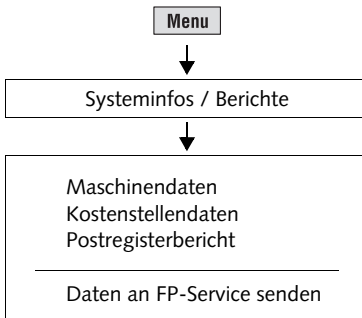 Menu
Systeminfos / Berichte
Maschinendaten
Kostenstellendaten
Postregisterbericht
Daten an FP-Service senden